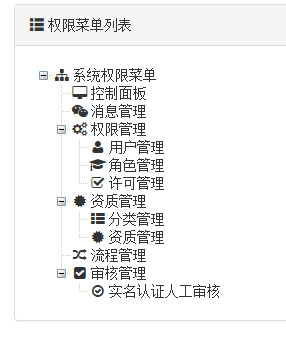 权限菜单列表
系统权限菜单
控制面板
消息管理
权限管理
用户管理
角色管理
许可管理
资质管理
分类管理
资质管理
流程管理
审核管理
实名认证人工审核